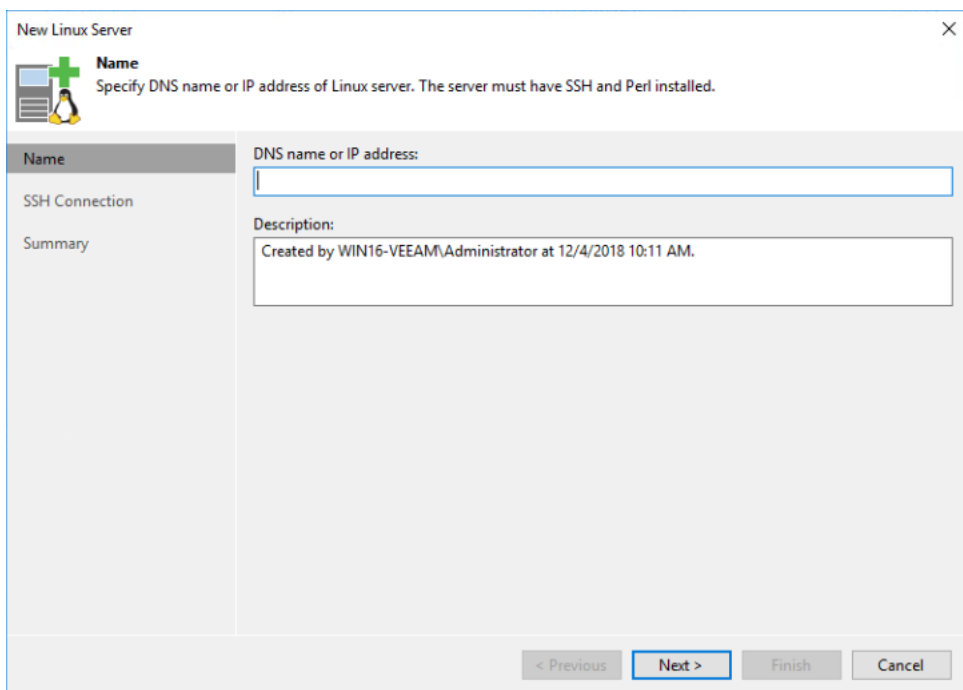 New Linux Server
Name
Specify DNS name or IP address of Linux server. The server must have SSH and Perl installed.
Name
SSH Connection
Summary
DNS name or IP address:
Description:
Created by WIN16-VEEAM\Administrator at 12/4/2018 10:11 AM.
< Previous
Next >
Finish
Cancel